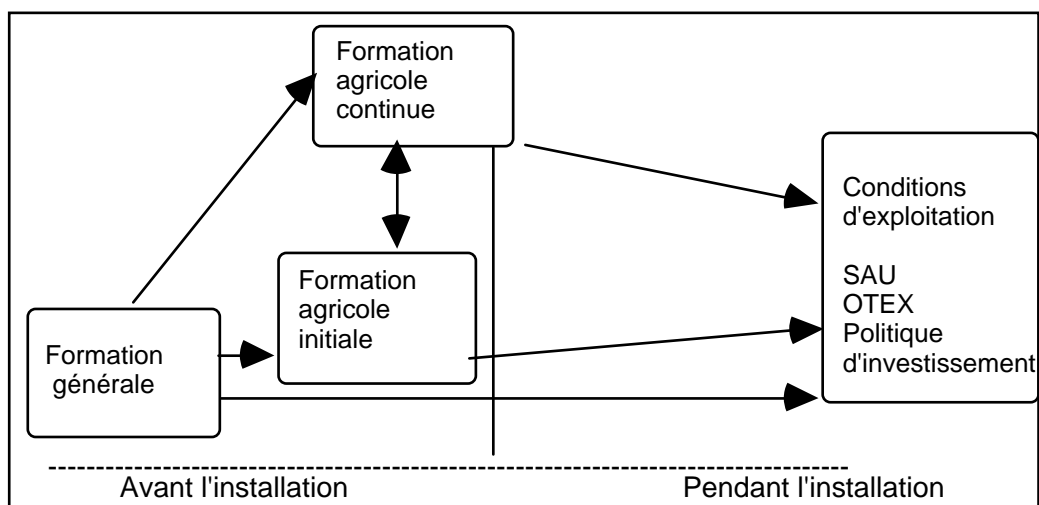 Formation
agricole
continue
Formation
agricole
initiale
Formation
générale
Conditions
d'exploitation
SAU
OTEX
Politique
d'investissement
Avant l'installation
Pendant l'installation